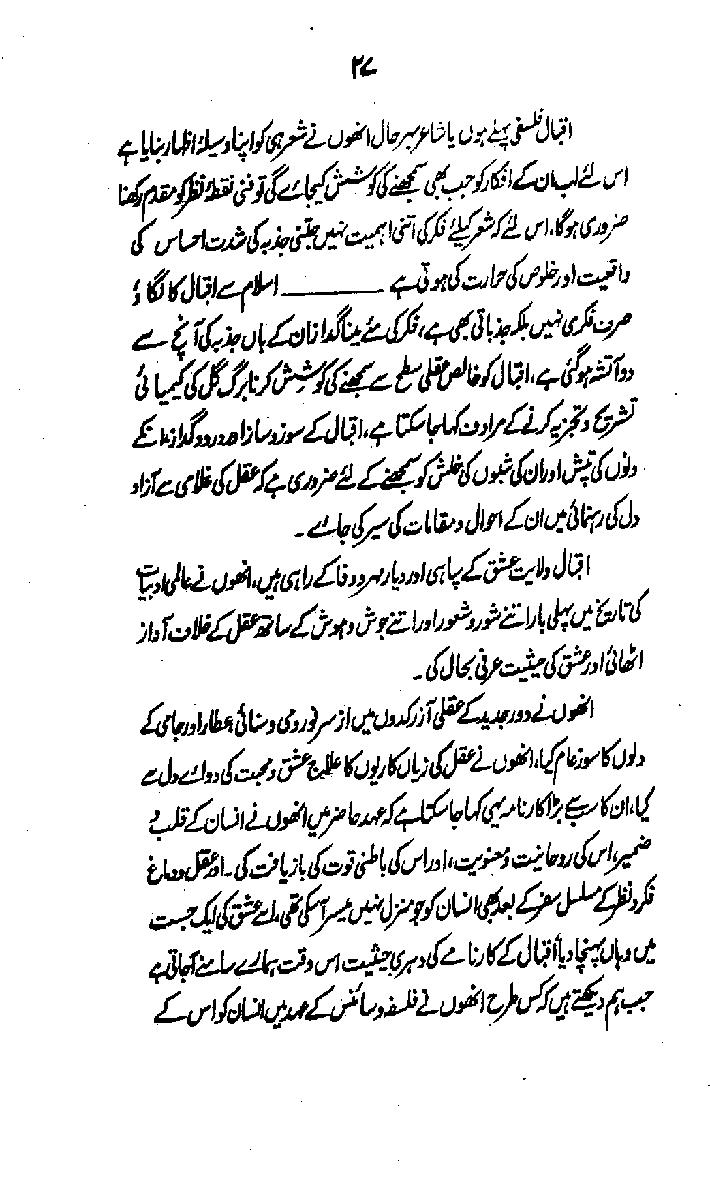 ۲۷
اقبال فلسفی پہلے ہوں یا شاعر بہر حال انھوں نے شعر ہی کو اپنا وسیلۂ اظہار بنایا ہے
اس لئے اب ان کے افکار کو جب بھی سمجھنے کی کوشش کیجائے گی تو فنی نقطۂ نظر کو مقدم رکھنا
ضروری ہوگا، اس لئے کہ شعر کیلئے فکر کی اتنی اہمیت نہیں جتنی جذبہ کی شدت احساس کی
واقعیت اور خلوص کی حرارت کی ہوتی ہے ــــــــــــ اسلام سے اقبال کا لگاؤ
صرف فکری نہیں بلکہ جذباتی بھی ہے، فکر کی مئے مینا گداز ان کے ہاں جذبہ کی آنچ سے
دو آتشہ ہوگئی ہے، اقبال کو خالص عقلی سطح سے سمجھنے کی کوشش کرنا برگ گل کی کیمیائی
تشریح و تجزیہ کرنے کے مرادف کہا جاسکتا ہے، اقبال کے سوز و ساز اور درد و گداز انکے
دنوں کی تپش اور ان کی شبوں کی خلش کو سمجھنے کے لئے ضروری ہے کہ عقل کی غلامی سے آزاد
دل کی رہنمائی میں ان کے احوال و مقامات کی سیر کی جائے۔
اقبال ولایت عشق کے سپاہی اور دیار مہر و وفا کے راہی ہیں، انھوں نے عالمی ادبیات
کی تاریخ میں پہلی بار اتنے شور و شعور اور اتنے جوش و ہوش کے ساتھ عقل کے خلاف آواز
اٹھائی اور عشق کی حیثیت عرفی بحال کی۔
انھوں نے دور جدید کے عقلی آزر کدوں میں از سر نو رومی و سنائی عطار اور جامی کے
دلوں کا سوز عام کیا، انھوں نے عقل کی زیاں کاریوں کا علاج عشق و محبت کی دوائے دل سے
کیا، ان کا سب سے بڑا کارنامہ یہی کہا جاسکتا ہے کہ عہد حاضر میں انھوں نے انسان کے قلب و
ضمیر، اس کی روحانیت و معنویت، اور اس کی باطنی قوت کی بازیافت کی۔ اور عقل و دماغ
فکر و نظر کے مسلسل سفر کے بعد بھی انسان کو جو منزل نہیں میسر آسکی تھی، اسے عشق کی ایک جست
میں وہاں پہنچا دیا اقبال کے کارنامے کی دہری حیثیت اس وقت ہمارے سامنے آجاتی ہے
جب ہم دیکھتے ہیں کہ کس طرح انھوں نے فلسفہ و سائنس کے عہد میں انسان کو اس کے